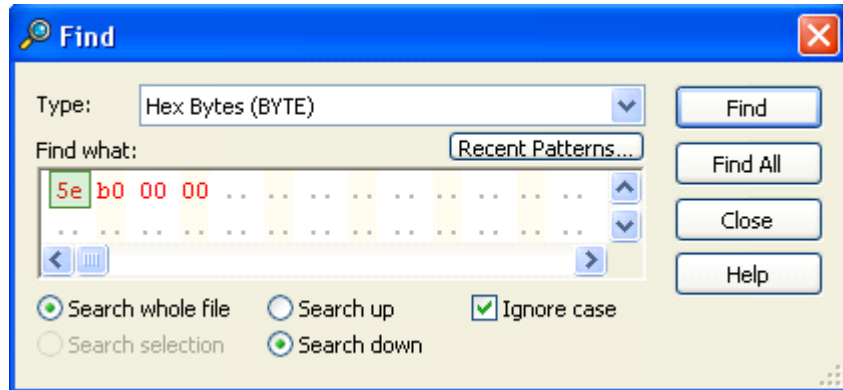 Find
Type: Hex Bytes (BYTE)
Find
Find what: Recent Patterns...
Find All
5e b0 00 00 .. .. .. .. .. .. .. .. ..
.. .. .. .. .. .. .. .. .. .. .. .. ..
Close
Help
Search whole file Search up Ignore case
Search selection Search down